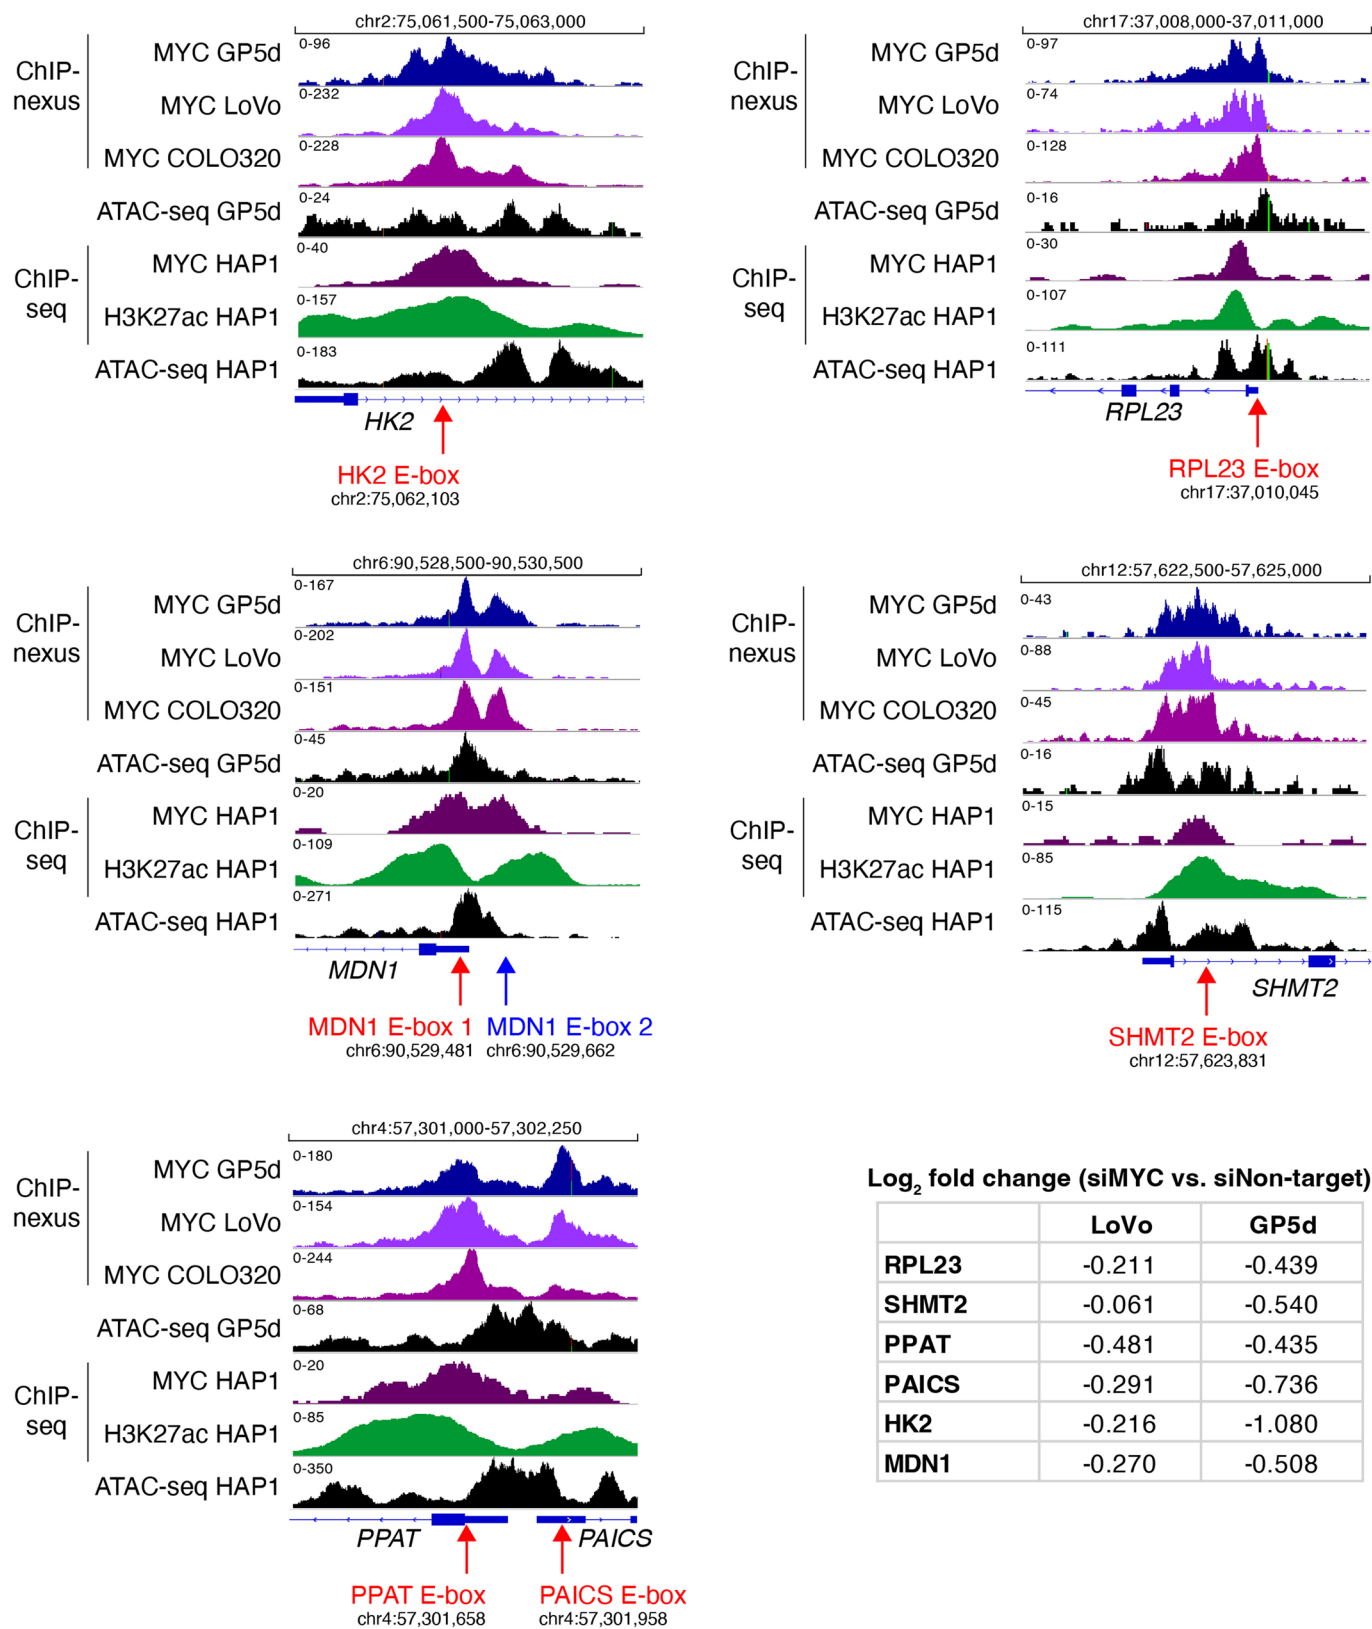 chr2:75,061,500-75,063,000
ChIP-
nexus
MYC GP5d
0-96
MYC LoVo
0-232
MYC COLO320
0-228
ATAC-seq GP5d
0-24
ChIP-
seq
MYC HAP1
0-40
H3K27ac HAP1
0-157
ATAC-seq HAP1
0-183
HK2
HK2 E-box
chr2:75,062,103
chr17:37,008,000-37,011,000
ChIP-
nexus
MYC GP5d
0-97
MYC LoVo
0-74
MYC COLO320
0-128
ATAC-seq GP5d
0-16
ChIP-
seq
MYC HAP1
0-30
H3K27ac HAP1
0-107
ATAC-seq HAP1
0-111
RPL23
RPL23 E-box
chr17:37,010,045
chr6:90,528,500-90,530,500
ChIP-
nexus
MYC GP5d
0-167
MYC LoVo
0-202
MYC COLO320
0-151
ATAC-seq GP5d
0-45
ChIP-
seq
MYC HAP1
0-20
H3K27ac HAP1
0-109
ATAC-seq HAP1
0-271
MDN1
MDN1 E-box 1 MDN1 E-box 2
chr6:90,529,481 chr6:90,529,662
chr12:57,622,500-57,625,000
ChIP-
nexus
MYC GP5d
0-43
MYC LoVo
0-88
MYC COLO320
0-45
ATAC-seq GP5d
0-16
ChIP-
seq
MYC HAP1
0-15
H3K27ac HAP1
0-85
ATAC-seq HAP1
0-115
SHMT2
SHMT2 E-box
chr12:57,623,831
chr4:57,301,000-57,302,250
ChIP-
nexus
MYC GP5d
0-180
MYC LoVo
0-154
MYC COLO320
0-244
ATAC-seq GP5d
0-68
ChIP-
seq
MYC HAP1
0-20
H3K27ac HAP1
0-85
ATAC-seq HAP1
0-350
PPAT PAICS
PPAT E-box PAICS E-box
chr4:57,301,658 chr4:57,301,958
Log2 fold change (siMYC vs. siNon-target)
LoVo GP5d
RPL23 -0.211 -0.439
SHMT2 -0.061 -0.540
PPAT -0.481 -0.435
PAICS -0.291 -0.736
HK2 -0.216 -1.080
MDN1 -0.270 -0.508